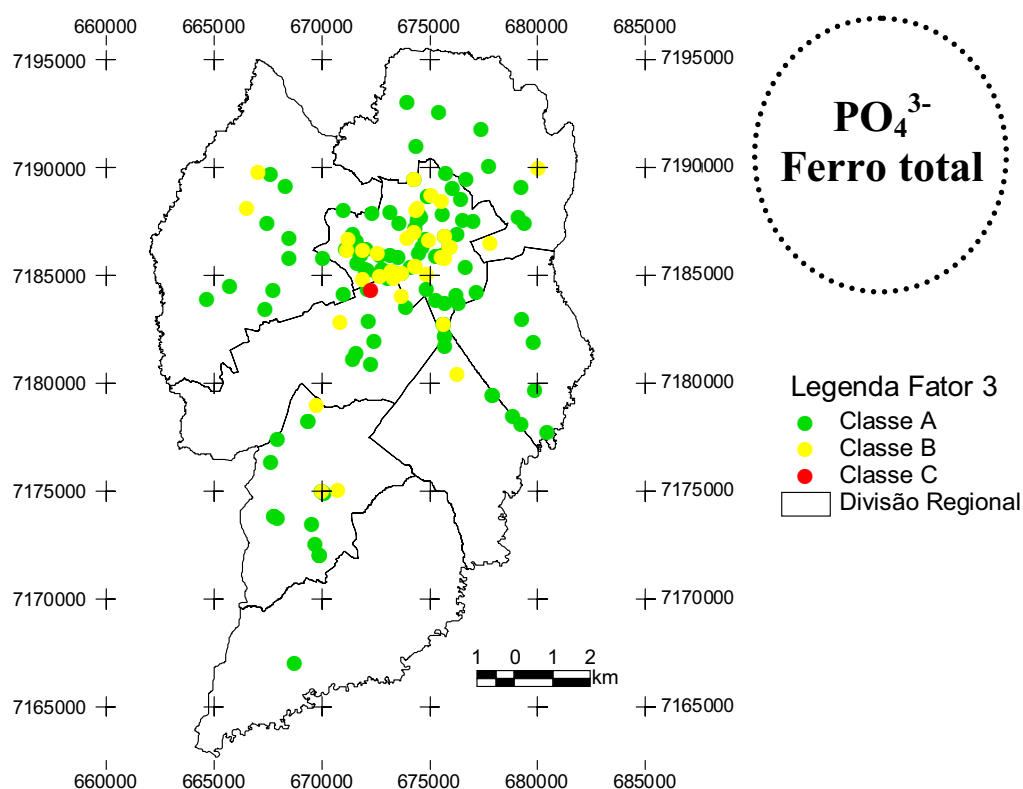 660000 665000 670000 675000 680000 685000
7195000 7195000
7190000 7190000
7185000 7185000
7180000 7180000
7175000 7175000
7170000 7170000
7165000 7165000
660000 665000 670000 675000 680000 685000
1 0 1 2
km
PO₄³⁻
Ferro total
Legenda Fator 3
Classe A
Classe B
Classe C
Divisão Regional